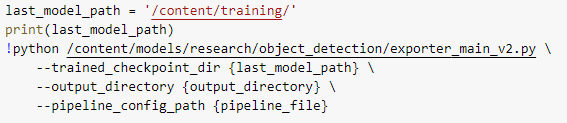 last_model_path = '/content/training/'
print(last_model_path)
!python /content/models/research/object_detection/exporter_main_v2.py \
    --trained_checkpoint_dir {last_model_path} \
    --output_directory {output_directory} \
    --pipeline_config_path {pipeline_file}